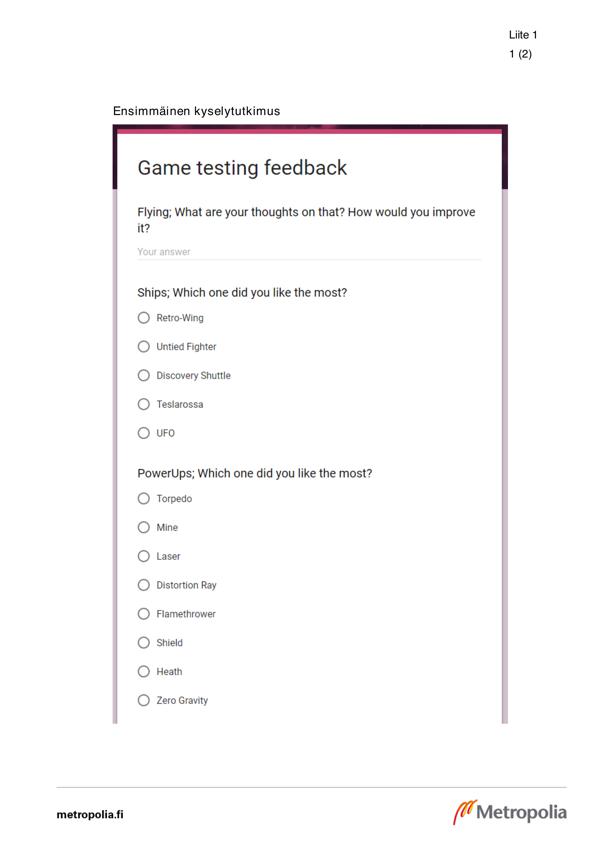 Liite 1
1 (2)
Ensimmäinen kyselytutkimus
Game testing feedback
Flying; What are your thoughts on that? How would you improve
it?
Your answer
Ships; Which one did you like the most?
Retro-Wing
Untied Fighter
Discovery Shuttle
Teslarossa
UFO
PowerUps; Which one did you like the most?
Torpedo
Mine
Laser
Distortion Ray
Flamethrower
Shield
Heath
Zero Gravity
metropolia.fi
Metropolia